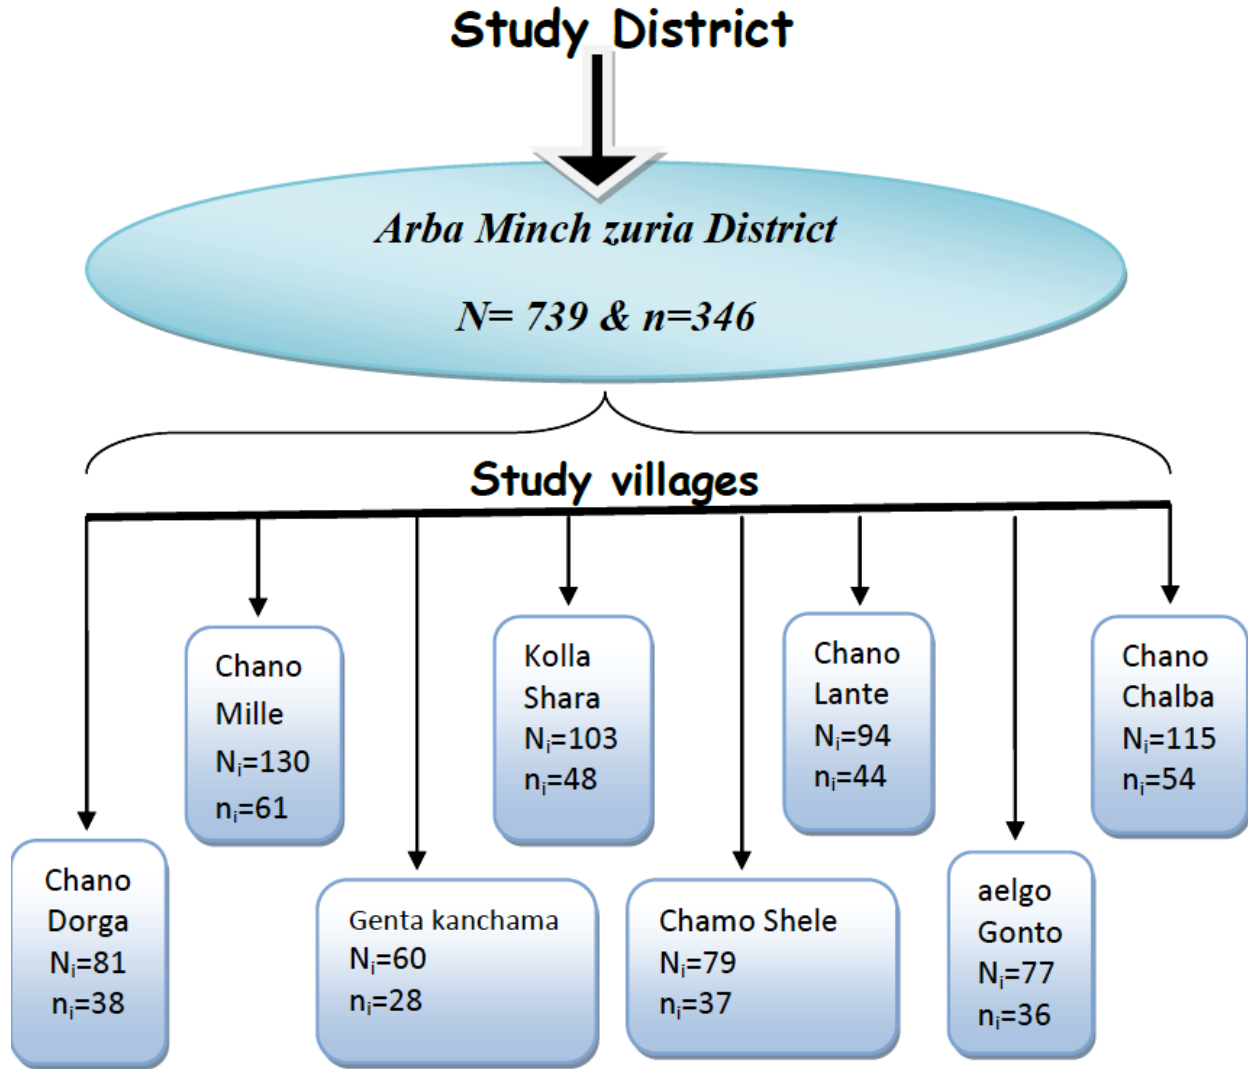 Study District
Arba Minch zuria District
N= 739 & n=346
Study villages
Chano
Mille
Nᵢ=130
nᵢ=61
Kolla
Shara
Nᵢ=103
nᵢ=48
Chano
Lante
Nᵢ=94
nᵢ=44
Chano
Chalba
Nᵢ=115
nᵢ=54
Chano
Dorga
Nᵢ=81
nᵢ=38
Genta kanchama
Nᵢ=60
nᵢ=28
Chamo Shele
Nᵢ=79
nᵢ=37
aelgo
Gonto
Nᵢ=77
nᵢ=36